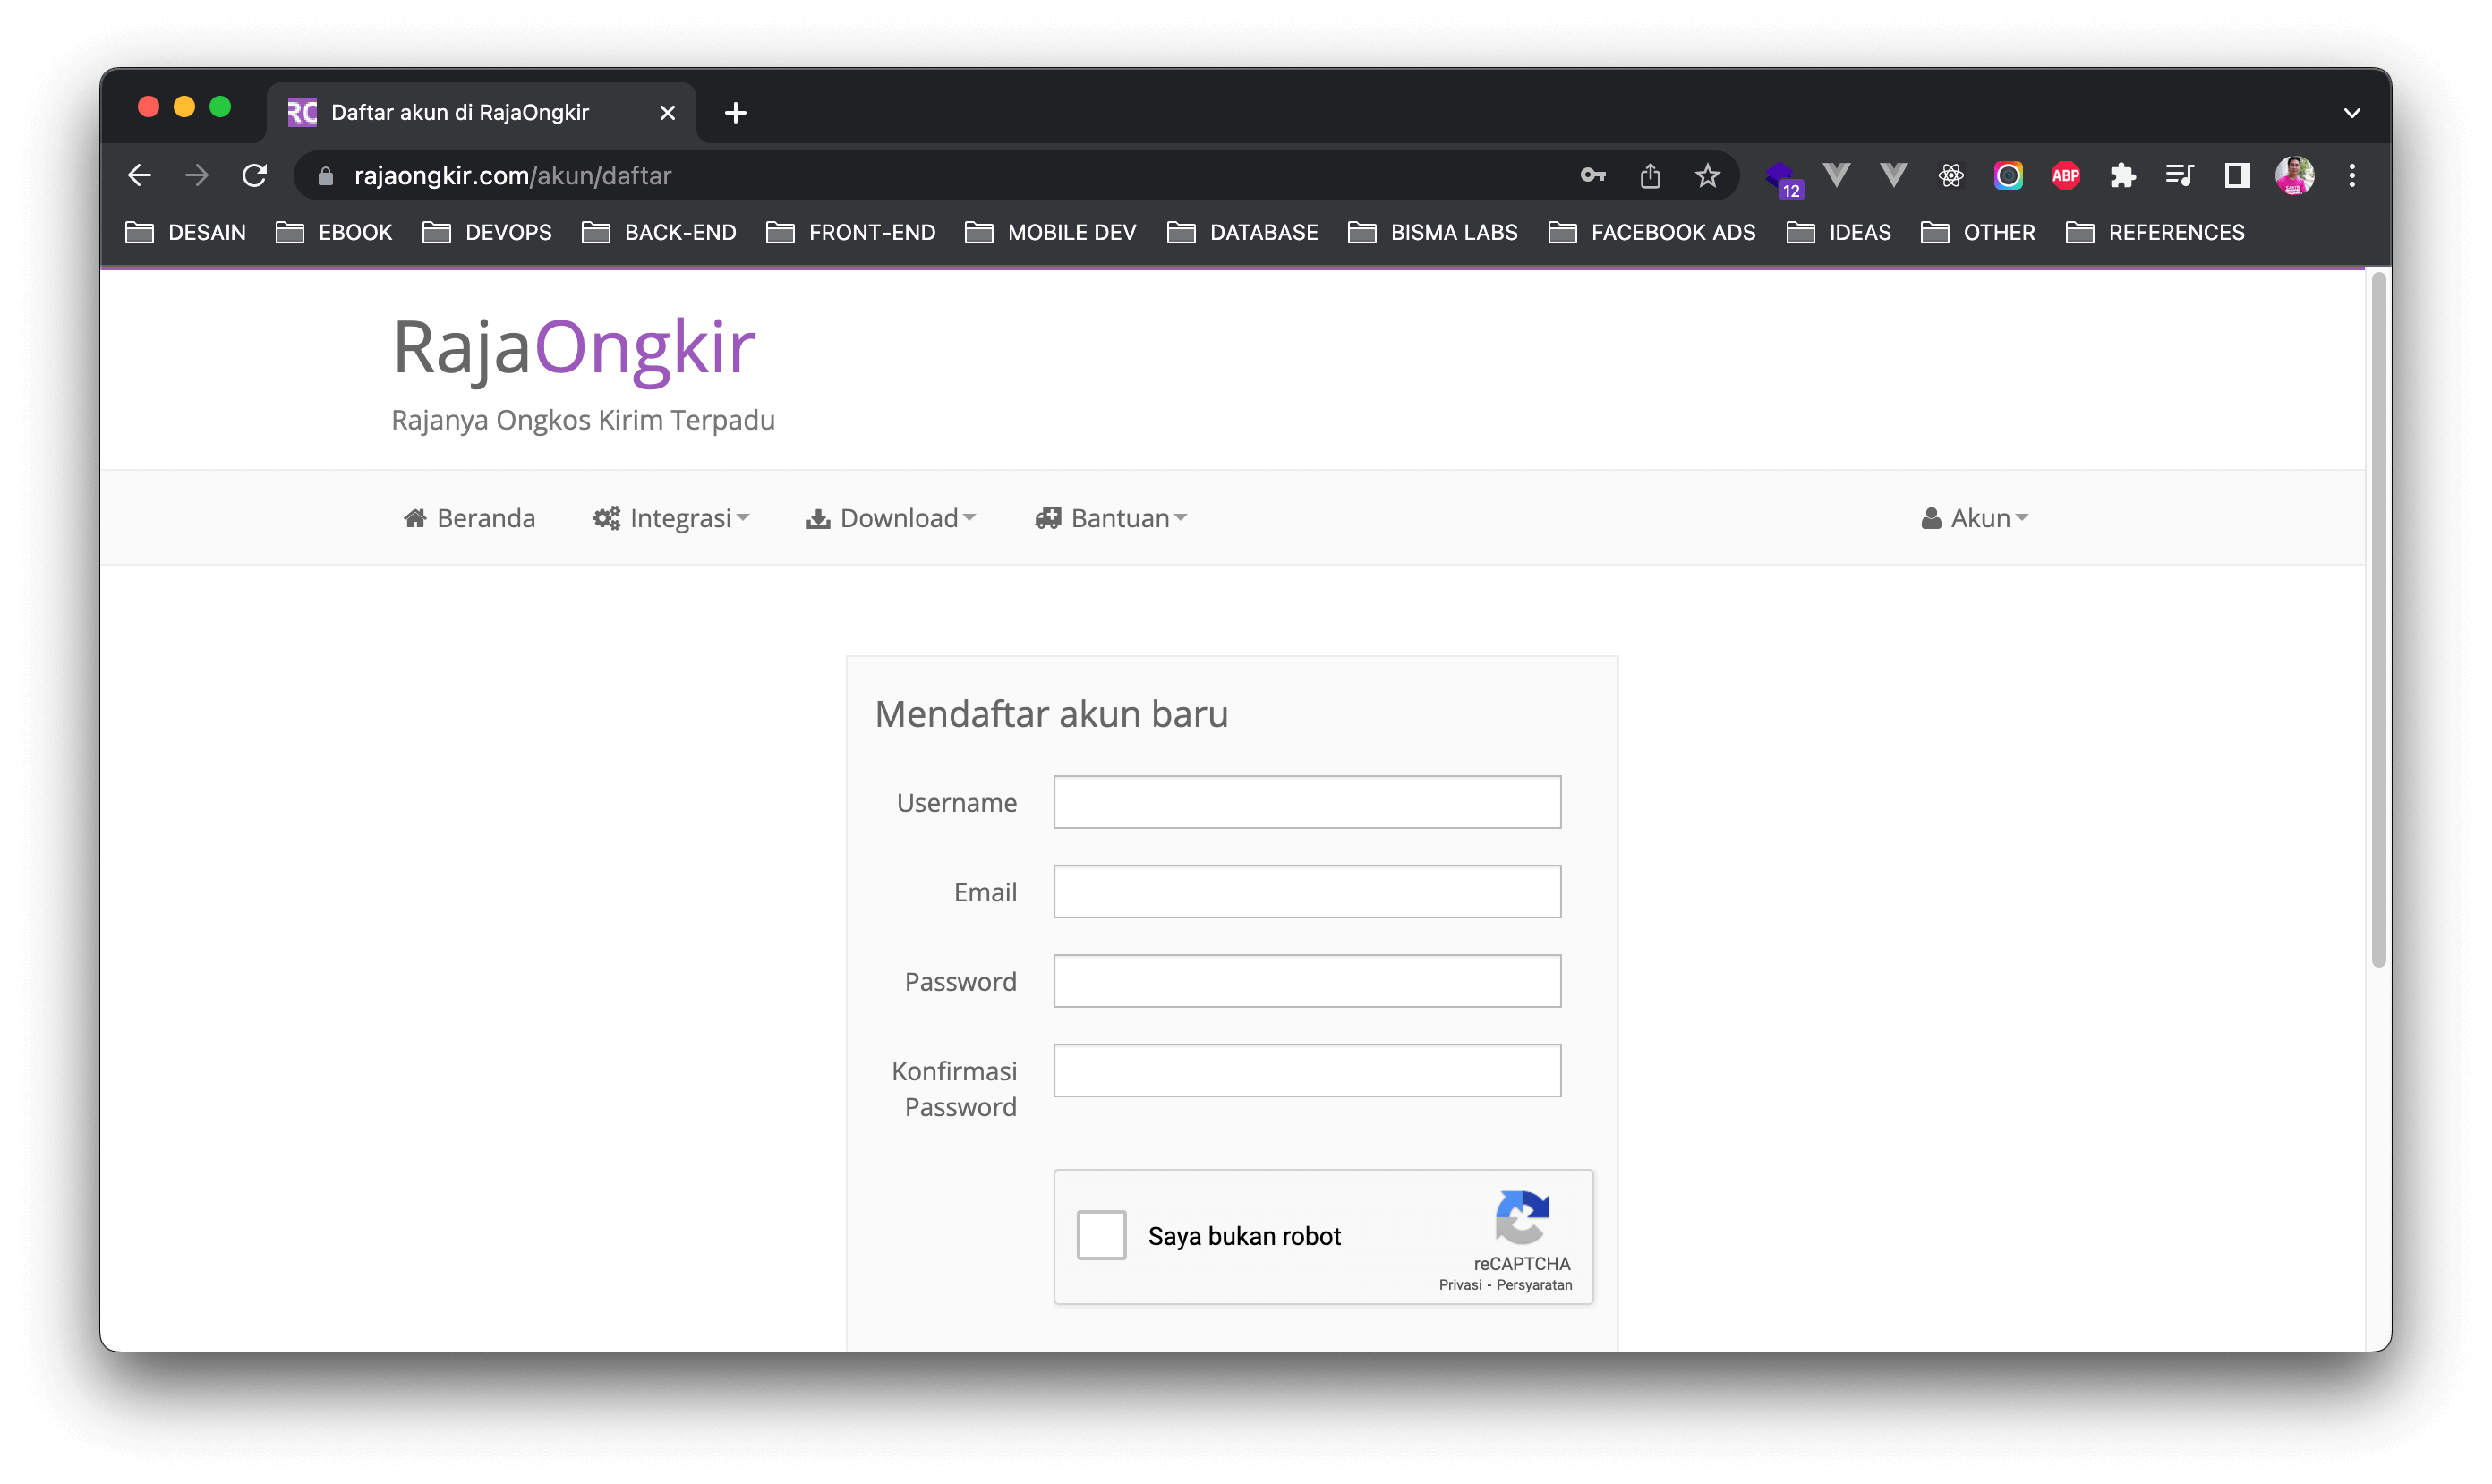 Daftar akun di RajaOngkir
rajaongkir.com/akun/daftar
12
ABP
DESAIN EBOOK DEVOPS BACK-END FRONT-END MOBILE DEV DATABASE BISMA LABS FACEBOOK ADS IDEAS OTHER REFERENCES
RajaOngkir
Rajanya Ongkos Kirim Terpadu
Beranda Integrasi Download Bantuan Akun
Mendaftar akun baru
Username
Email
Password
Konfirmasi
Password
Saya bukan robot
reCAPTCHA
Privasi - Persyaratan